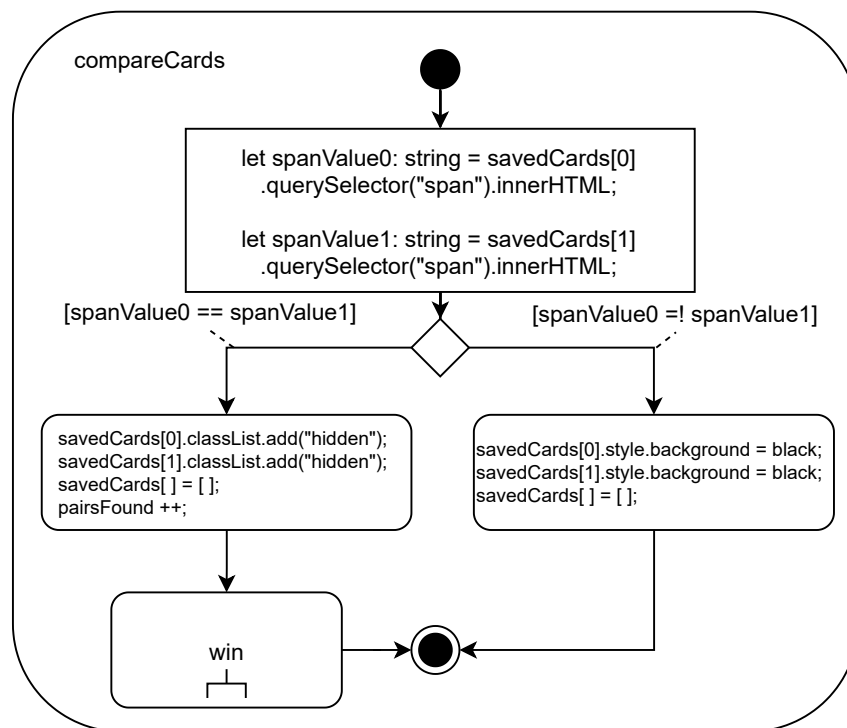 compareCards
let spanValue0: string = savedCards[0]
.querySelector("span").innerHTML;
let spanValue1: string = savedCards[1]
.querySelector("span").innerHTML;
[spanValue0 == spanValue1]
[spanValue0 =! spanValue1]
savedCards[0].classList.add("hidden");
savedCards[1].classList.add("hidden");
savedCards[ ] = [ ];
pairsFound ++;
savedCards[0].style.background = black;
savedCards[1].style.background = black;
savedCards[ ] = [ ];
win